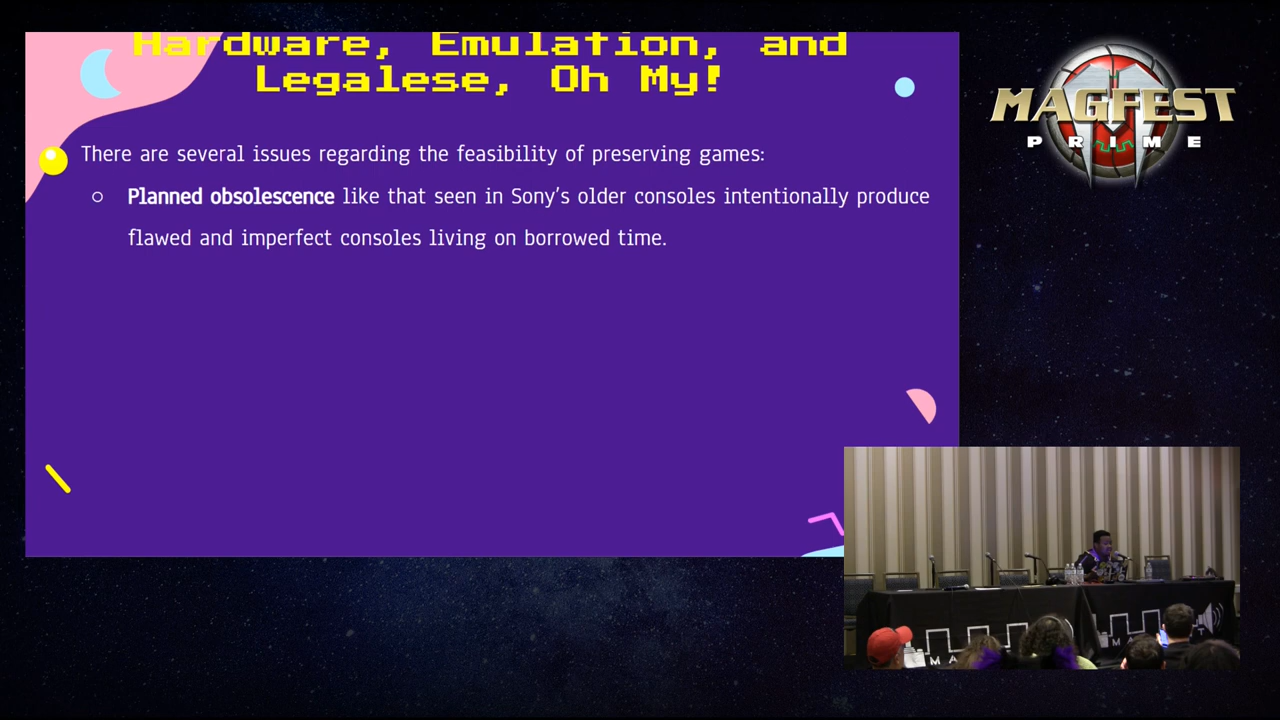 Hardware, Emulation, and
Legalese, Oh My!
There are several issues regarding the feasibility of preserving games:
Planned obsolescence like that seen in Sony's older consoles intentionally produce
flawed and imperfect consoles living on borrowed time.
MAGFEST
PRIME